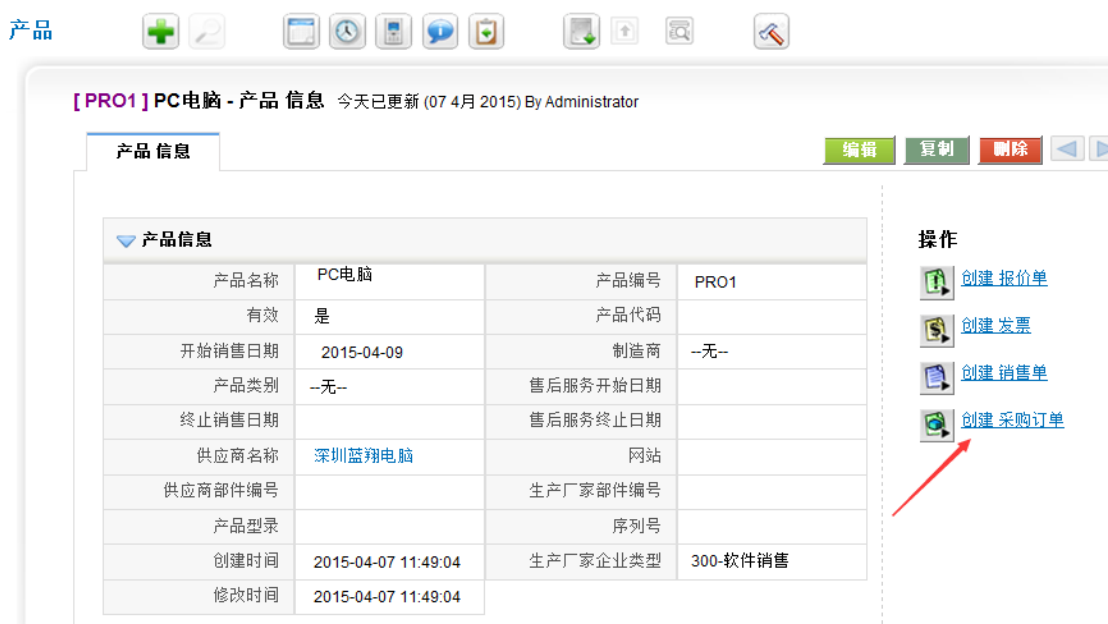 产品
[ PRO1 ] PC电脑 - 产品 信息 今天已更新 (07 4月 2015) By Administrator
产品 信息
编辑 复制 删除
产品信息
产品名称 PC电脑 产品编号 PRO1
有效 是 产品代码
开始销售日期 2015-04-09 制造商 --无--
产品类别 --无-- 售后服务开始日期
终止销售日期 售后服务终止日期
供应商名称 深圳蓝翔电脑 网站
供应商部件编号 生产厂家部件编号
产品型录 序列号
创建时间 2015-04-07 11:49:04 生产厂家企业类型 300-软件销售
修改时间 2015-04-07 11:49:04
操作
创建 报价单
创建 发票
创建 销售单
创建 采购订单